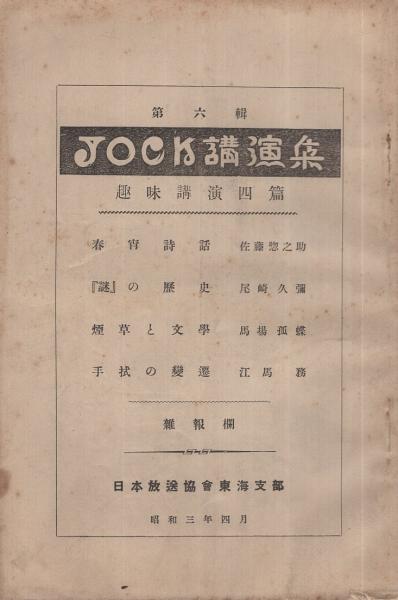 第六輯
JOCK講演集
趣味講演四篇
春宵詩話 佐藤惣之助
『謎』の歷史 尾崎久彌
煙草と文學 馬場孤蝶
手拭の變遷 江馬務
雜報欄
日本放送協會東海支部
昭和三年四月